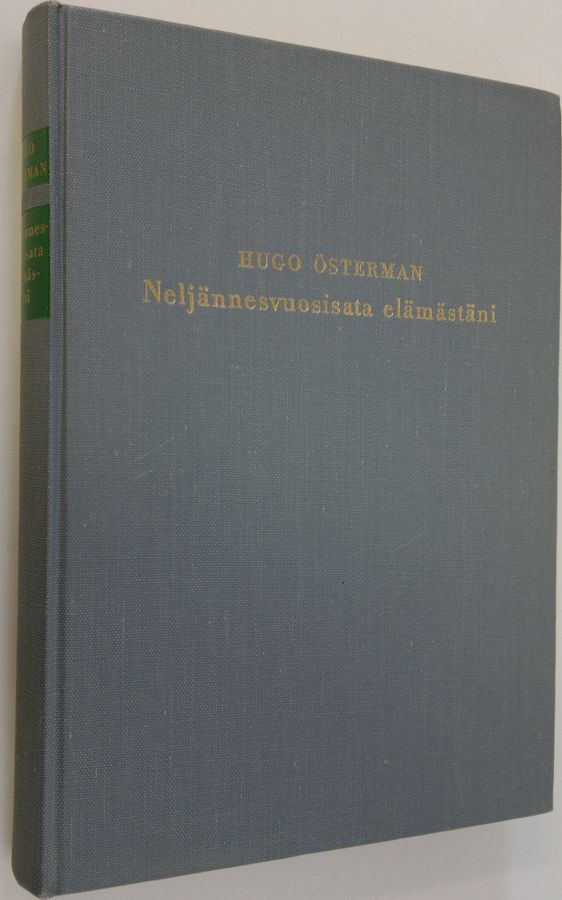 HUGO ÖSTERMAN
Neljännesvuosisata elämästäni